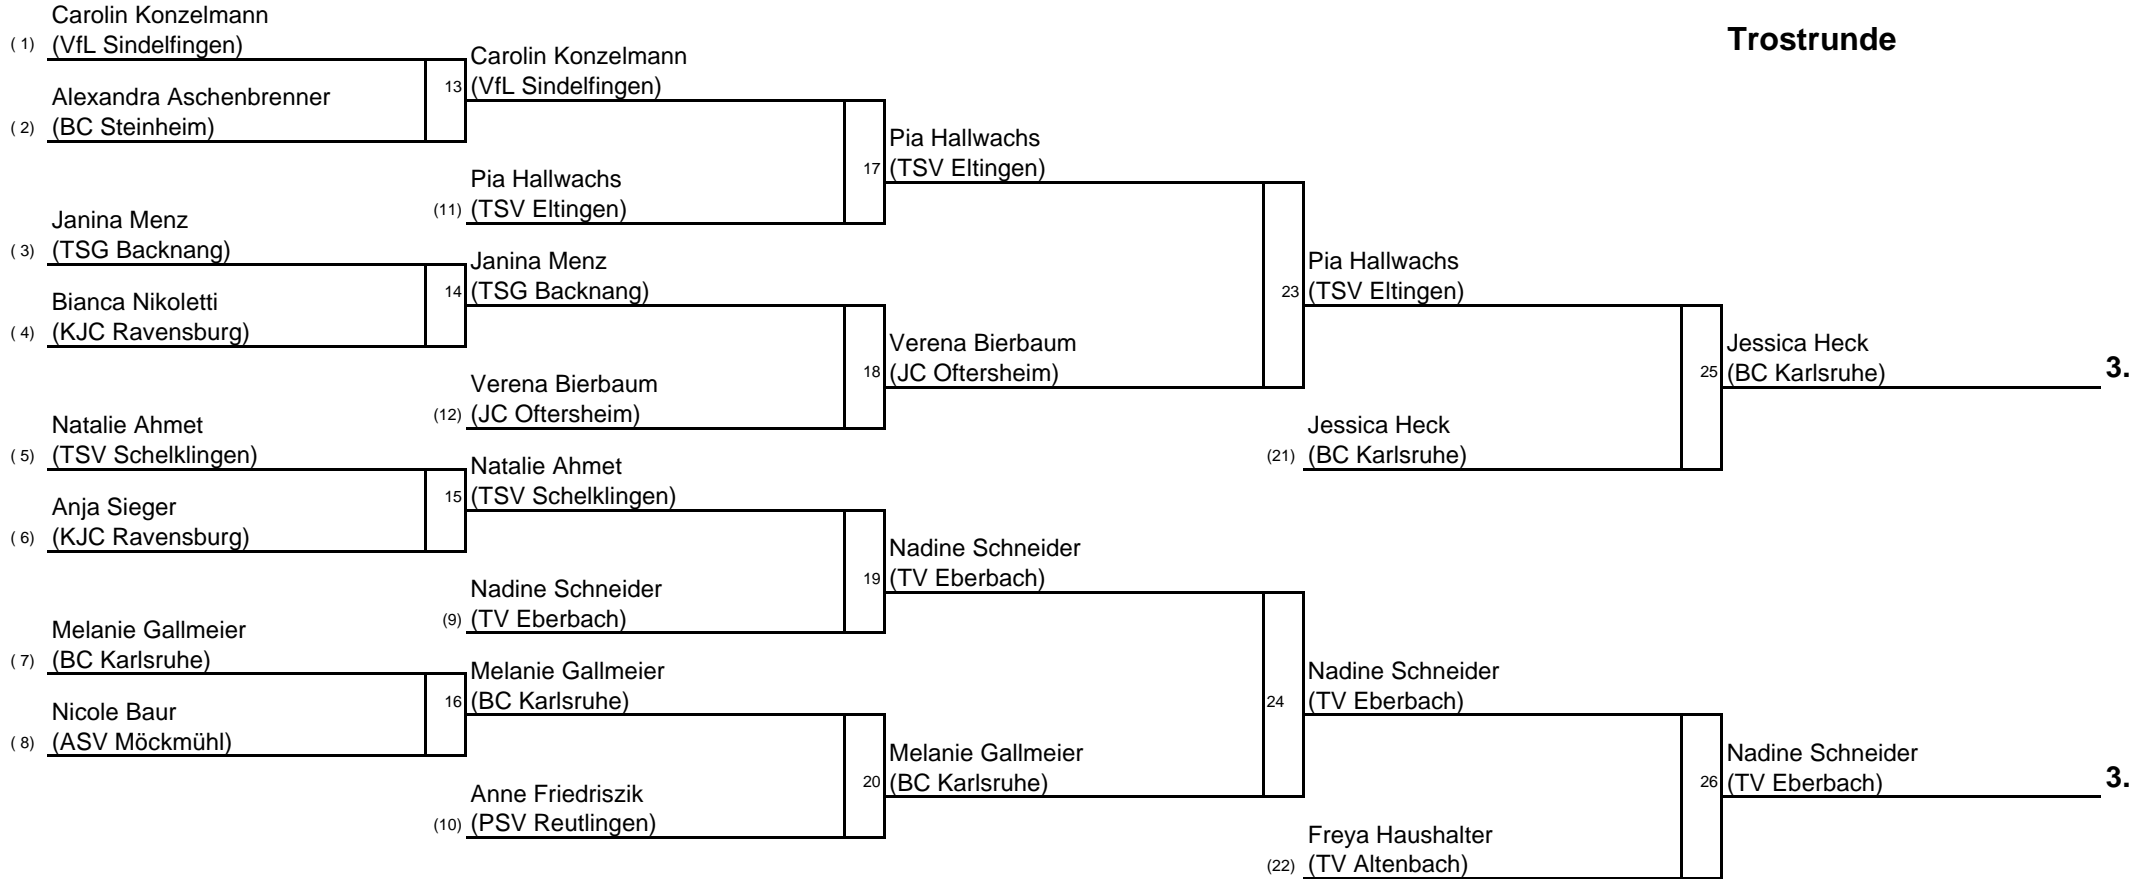 Trostrunde
Carolin Konzelmann
( 1) (VfL Sindelfingen)
Alexandra Aschenbrenner
( 2) (BC Steinheim)
Janina Menz
( 3) (TSG Backnang)
Bianca Nikoletti
( 4) (KJC Ravensburg)
Natalie Ahmet
( 5) (TSV Schelklingen)
Anja Sieger
( 6) (KJC Ravensburg)
Melanie Gallmeier
( 7) (BC Karlsruhe)
Nicole Baur
( 8) (ASV Möckmühl)
Carolin Konzelmann
13 (VfL Sindelfingen)
Pia Hallwachs
(11) (TSV Eltingen)
Janina Menz
14 (TSG Backnang)
Verena Bierbaum
(12) (JC Oftersheim)
Natalie Ahmet
15 (TSV Schelklingen)
Nadine Schneider
(9) (TV Eberbach)
Melanie Gallmeier
16 (BC Karlsruhe)
Anne Friedriszik
(10) (PSV Reutlingen)
Pia Hallwachs
17 (TSV Eltingen)
Verena Bierbaum
18 (JC Oftersheim)
Nadine Schneider
19 (TV Eberbach)
Melanie Gallmeier
20 (BC Karlsruhe)
Pia Hallwachs
23 (TSV Eltingen)
Jessica Heck
(21) (BC Karlsruhe)
Nadine Schneider
24 (TV Eberbach)
Freya Haushalter
(22) (TV Altenbach)
Jessica Heck
25 (BC Karlsruhe) 3.
Nadine Schneider
26 (TV Eberbach) 3.